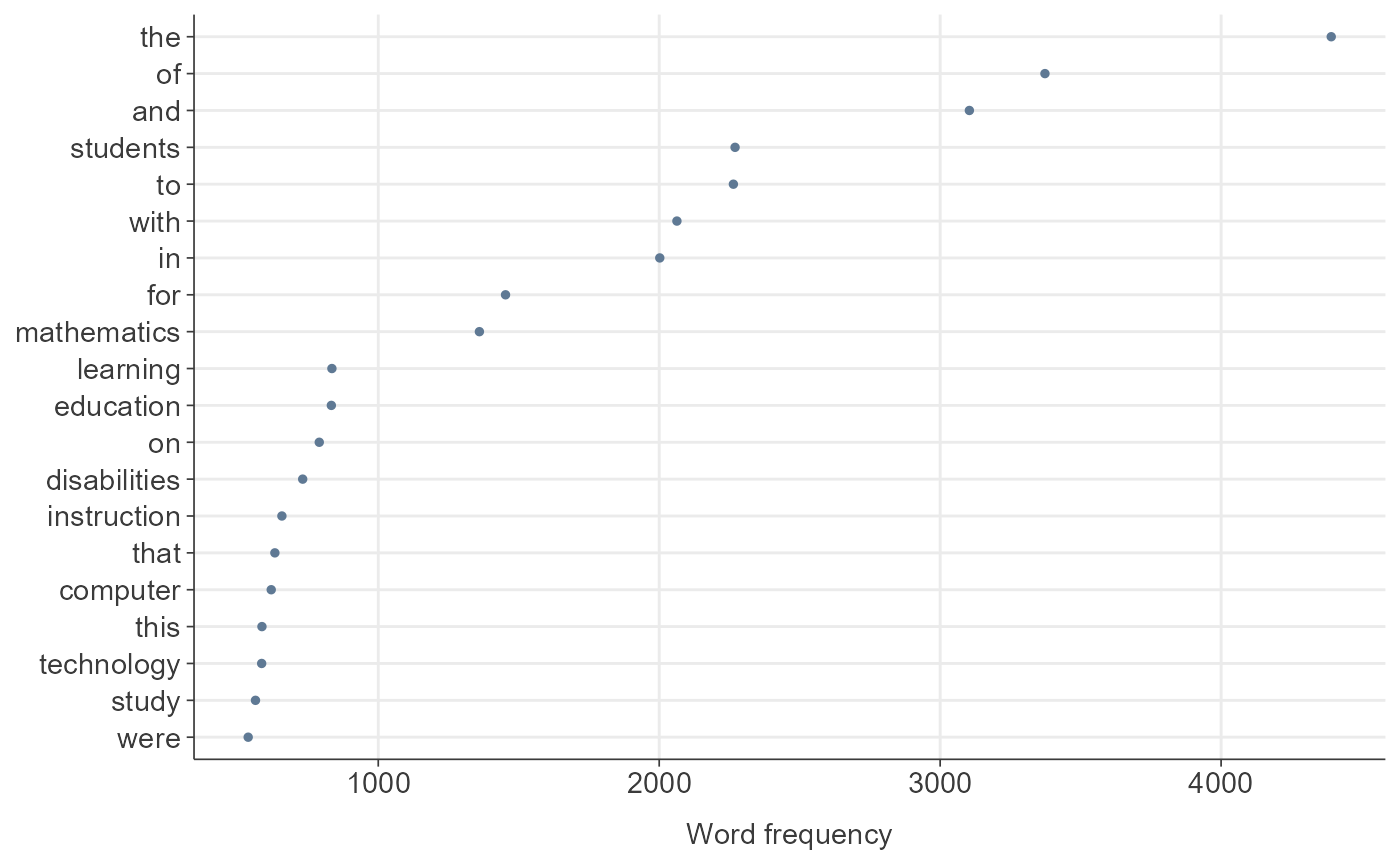 the
of
and
students
to
with
in
for
mathematics
learning
education
on
disabilities
instruction
that
computer
this
technology
study
were
1000 2000 3000 4000
Word frequency